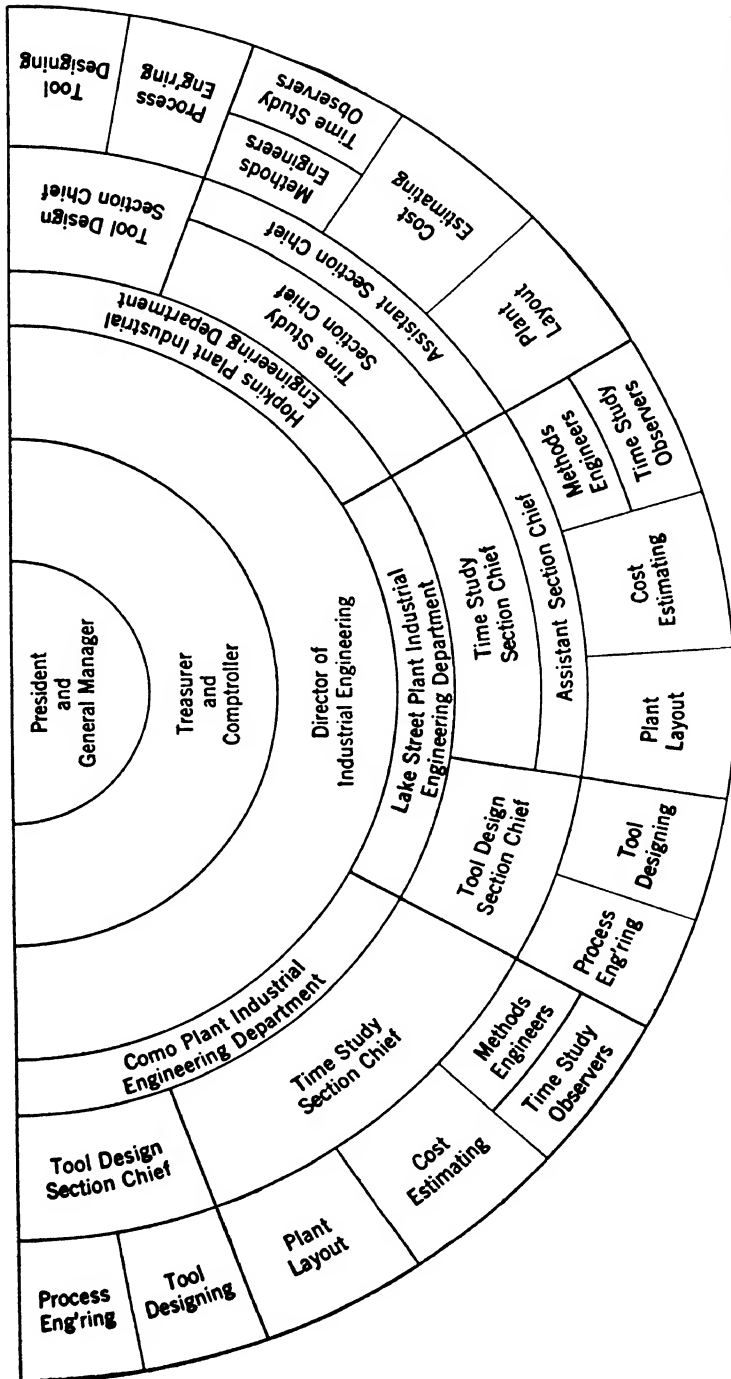 President
and
General Manager
Treasurer
and
Comptroller
Director of
Industrial Engineering
Como Plant Industrial
Engineering Department
Tool Design
Section Chief
Process
Eng'ring
Tool
Designing
Time Study
Section Chief
Plant
Layout
Cost
Estimating
Methods
Engineers
Time Study
Observers
Lake Street Plant Industrial
Engineering Department
Tool Design
Section Chief
Process
Eng'ring
Tool
Designing
Time Study
Section Chief
Assistant Section Chief
Plant
Layout
Cost
Estimating
Methods
Engineers
Time Study
Observers
Hopkins Plant Industrial
Engineering Department
Time Study
Section Chief
Assistant Section Chief
Plant
Layout
Cost
Estimating
Methods
Engineers
Time Study
Observers
Tool Design
Section Chief
Process
Eng'ring
Tool
Designing